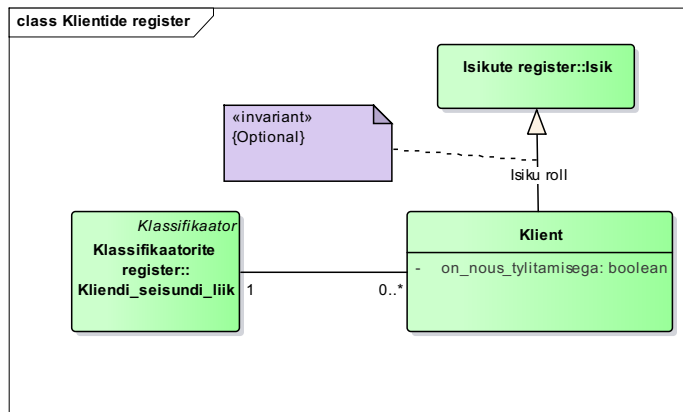 class Klientide register
Isikute register::Isik
«invariant»
{Optional}
Isiku roll
Klassifikaator
Klassifikaatorite
register::
Kliendi_seisundi_liik
Klient
- on_nous_tylitamisega: boolean
1
0..*